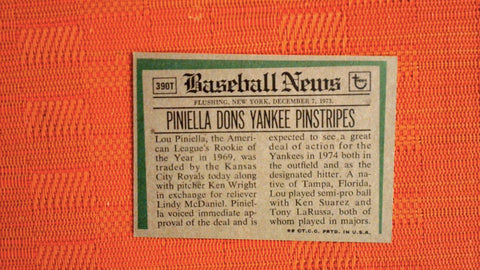 390T
Baseball News
FLUSHING, NEW YORK, DECEMBER 7, 1973.
PINIELLA DONS YANKEE PINSTRIPES
Lou Piniella, the Amer-
ican League's Rookie of
the Year in 1969, was
traded by the Kansas
City Royals today along
with pitcher Ken Wright
in exchange for reliever
Lindy McDaniel. Piniel-
la voiced immediate ap-
proval of the deal and is
expected to see a great
deal of action for the
Yankees in 1974 both in
the outfield and as the
designated hitter. A na-
tive of Tampa, Florida,
Lou played semi-pro ball
with Ken Suarez and
Tony LaRussa, both of
whom played in majors.
©T.C.G. PRTD. IN U.S.A.